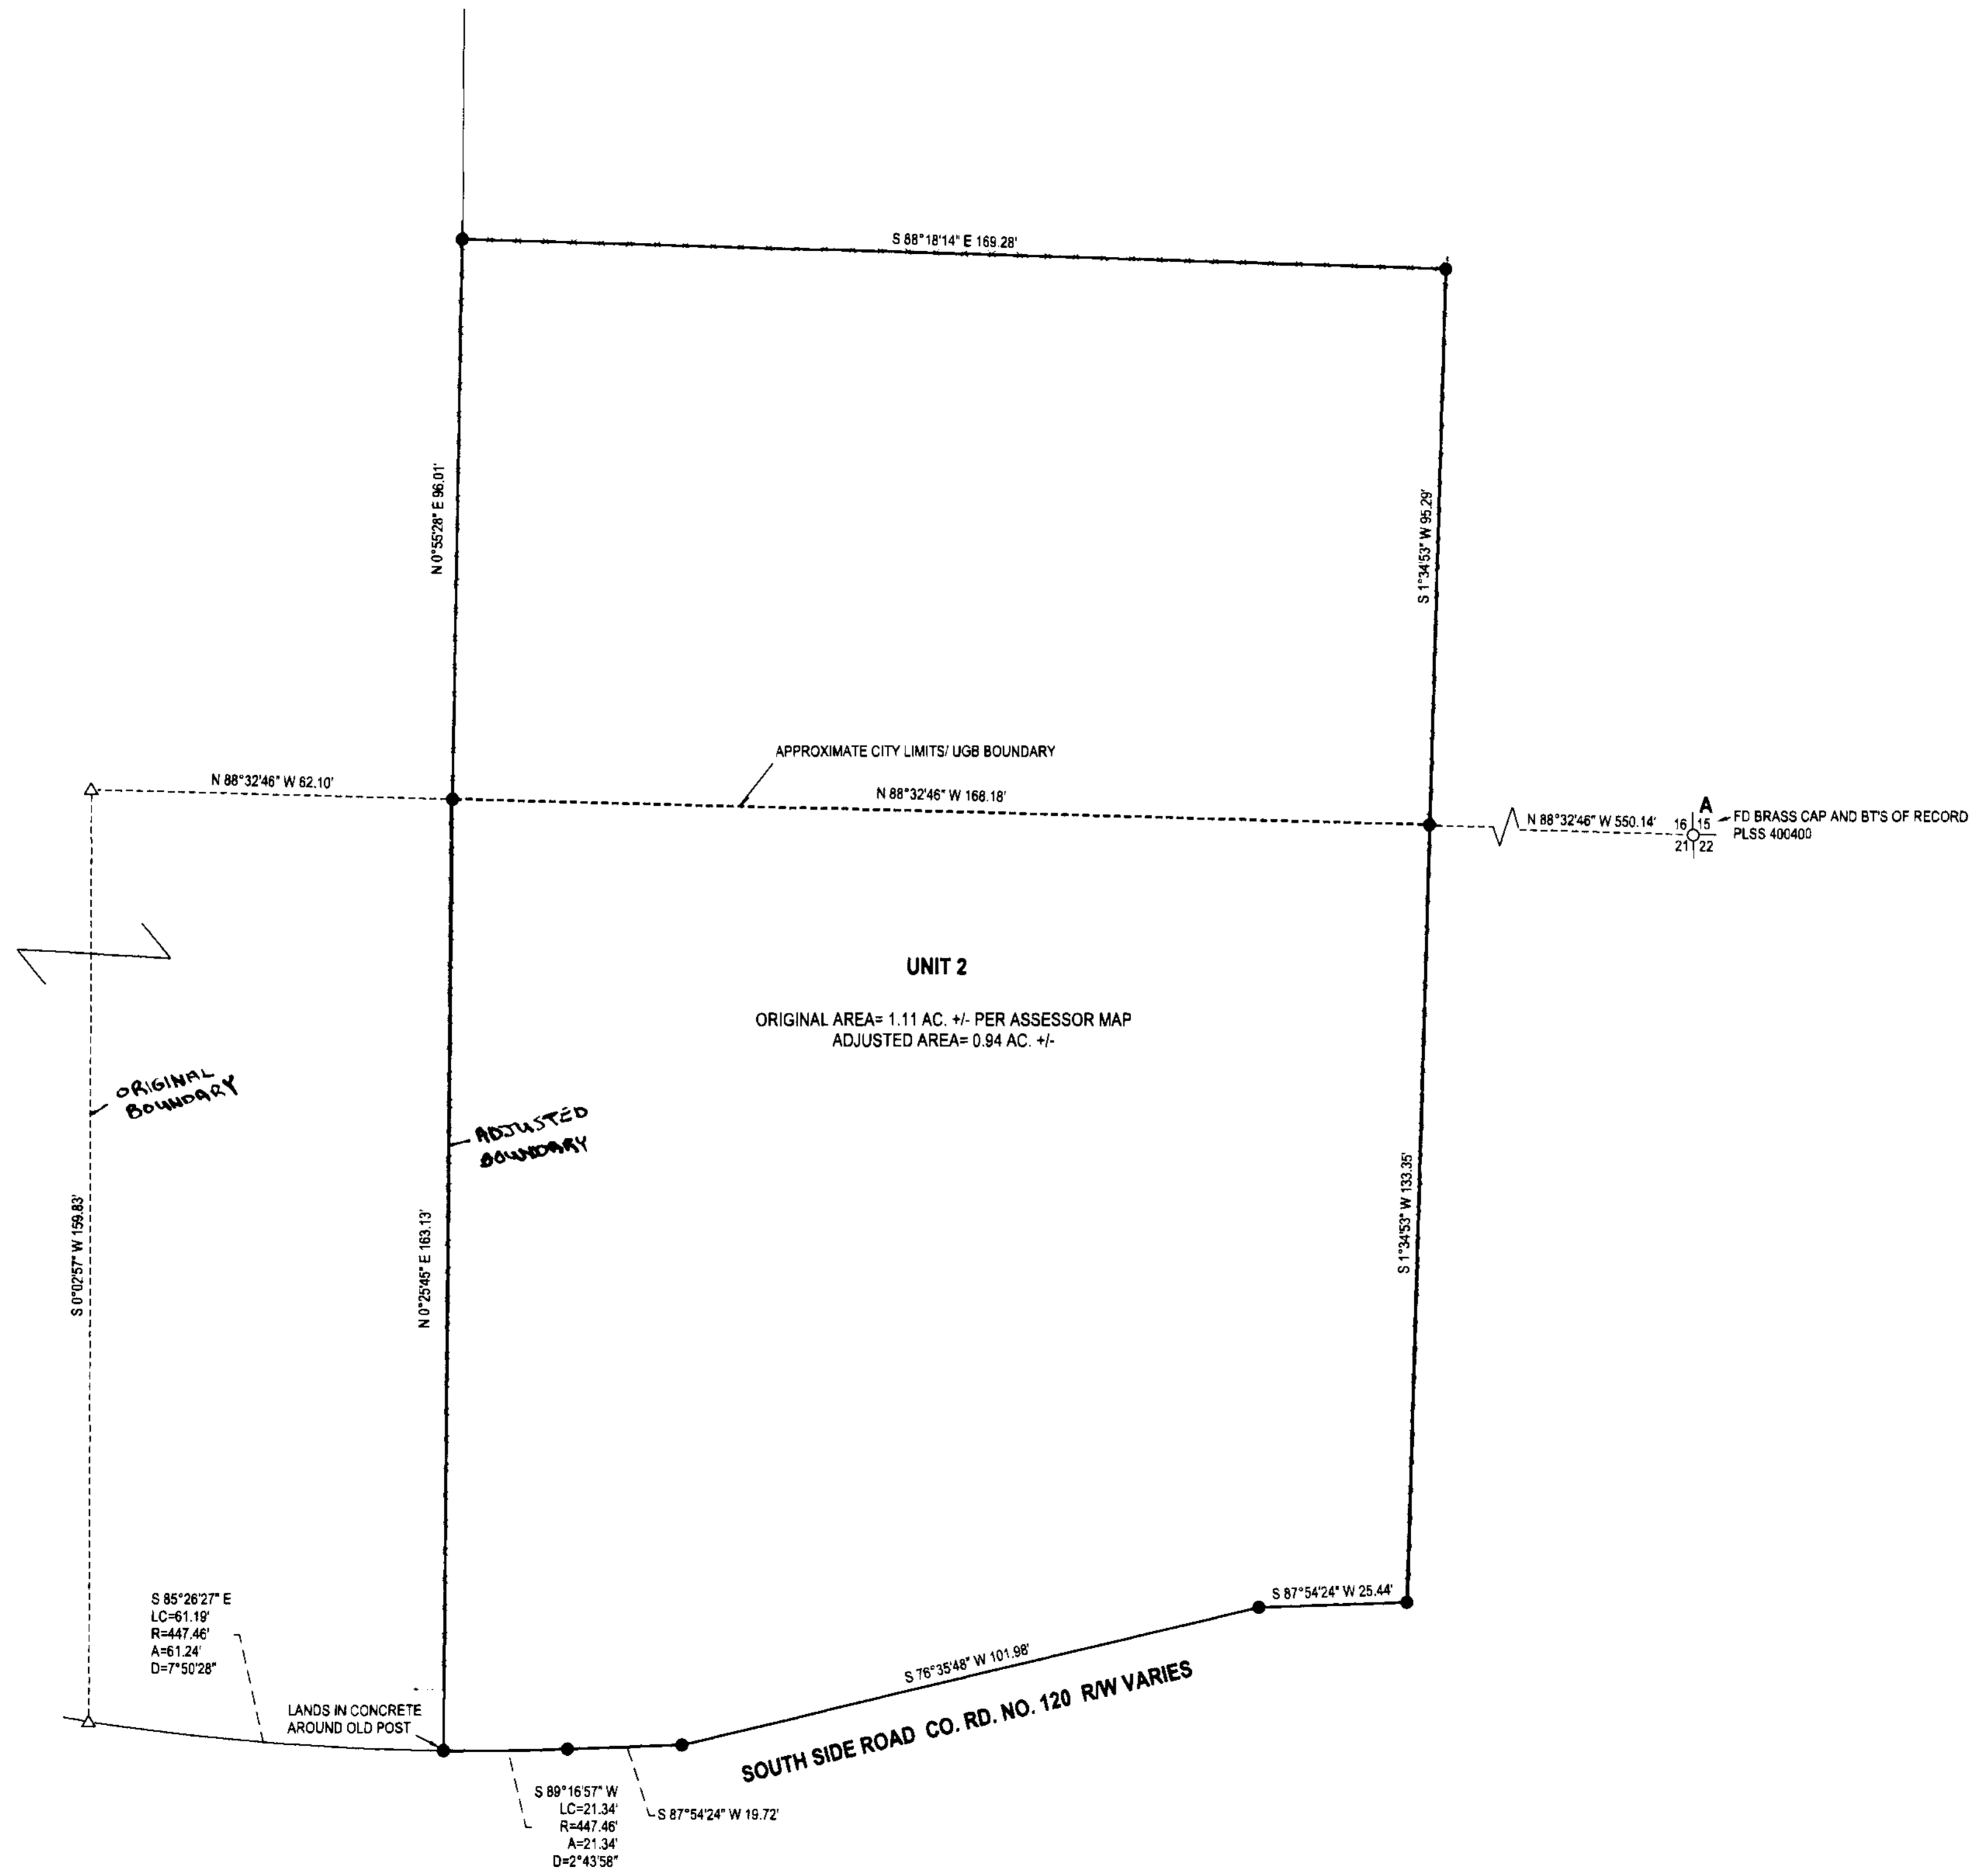 S 88°18'14" E 169.28'
N 0°55'28" E 96.01'
S 1°34'53" W 95.29'
APPROXIMATE CITY LIMITS/ UGB BOUNDARY
N 88°32'46" W 62.10'
N 88°32'46" W 168.18'
N 88°32'46" W 550.14'
A
16 15
21 22
FD BRASS CAP AND BT'S OF RECORD
PLSS 400400
UNIT 2
ORIGINAL AREA= 1.11 AC. +/- PER ASSESSOR MAP
ADJUSTED AREA= 0.94 AC. +/-
ORIGINAL
BOUNDARY
ADJUSTED
BOUNDARY
S 0°02'57" W 159.83'
N 0°25'45" E 163.13'
S 1°34'53" W 133.35'
S 87°54'24" W 25.44'
S 85°26'27" E
LC=61.19'
R=447.46'
A=61.24'
D=7°50'28"
LANDS IN CONCRETE
AROUND OLD POST
S 76°35'48" W 101.98'
SOUTH SIDE ROAD CO. RD. NO. 120 R/W VARIES
S 89°16'57" W
LC=21.34'
R=447.46'
A=21.34'
D=2°43'58"
S 87°54'24" W 19.72'